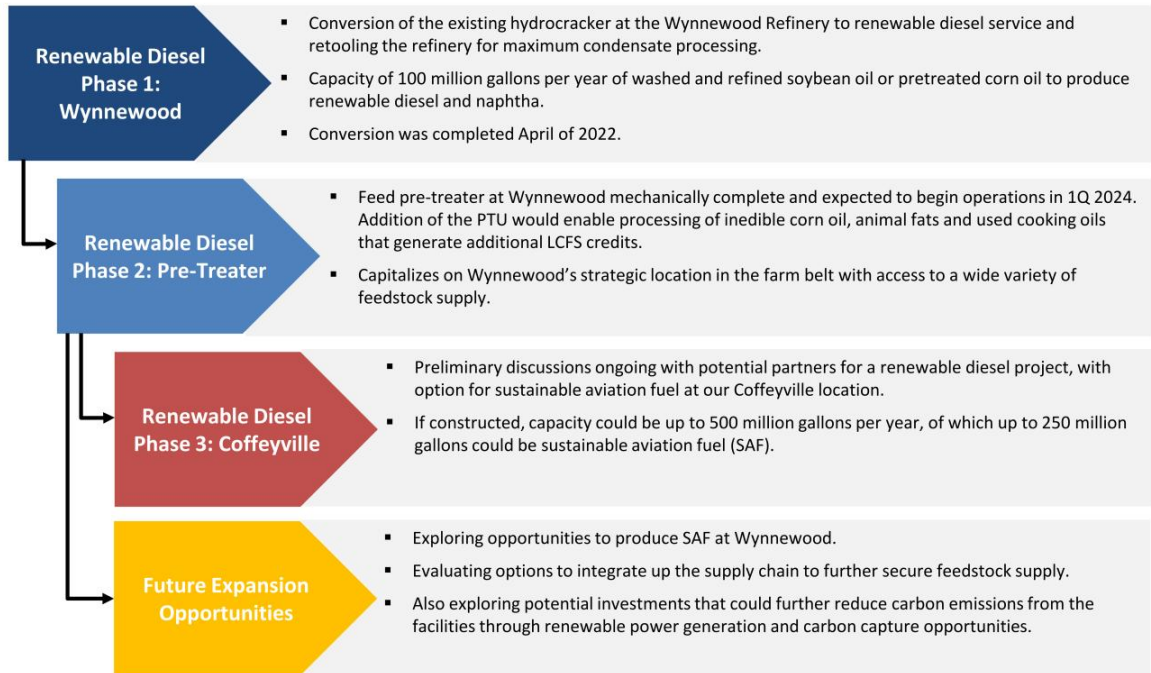 Renewable Diesel
Phase 1:
Wynnewood
▪ Conversion of the existing hydrocracker at the Wynnewood Refinery to renewable diesel service and
retooling the refinery for maximum condensate processing.
▪ Capacity of 100 million gallons per year of washed and refined soybean oil or pretreated corn oil to produce
renewable diesel and naphtha.
▪ Conversion was completed April of 2022.
Renewable Diesel
Phase 2: Pre-Treater
▪ Feed pre-treater at Wynnewood mechanically complete and expected to begin operations in 1Q 2024.
Addition of the PTU would enable processing of inedible corn oil, animal fats and used cooking oils
that generate additional LCFS credits.
▪ Capitalizes on Wynnewood’s strategic location in the farm belt with access to a wide variety of
feedstock supply.
Renewable Diesel
Phase 3: Coffeyville
▪ Preliminary discussions ongoing with potential partners for a renewable diesel project, with
option for sustainable aviation fuel at our Coffeyville location.
▪ If constructed, capacity could be up to 500 million gallons per year, of which up to 250 million
gallons could be sustainable aviation fuel (SAF).
Future Expansion
Opportunities
▪ Exploring opportunities to produce SAF at Wynnewood.
▪ Evaluating options to integrate up the supply chain to further secure feedstock supply.
▪ Also exploring potential investments that could further reduce carbon emissions from the
facilities through renewable power generation and carbon capture opportunities.